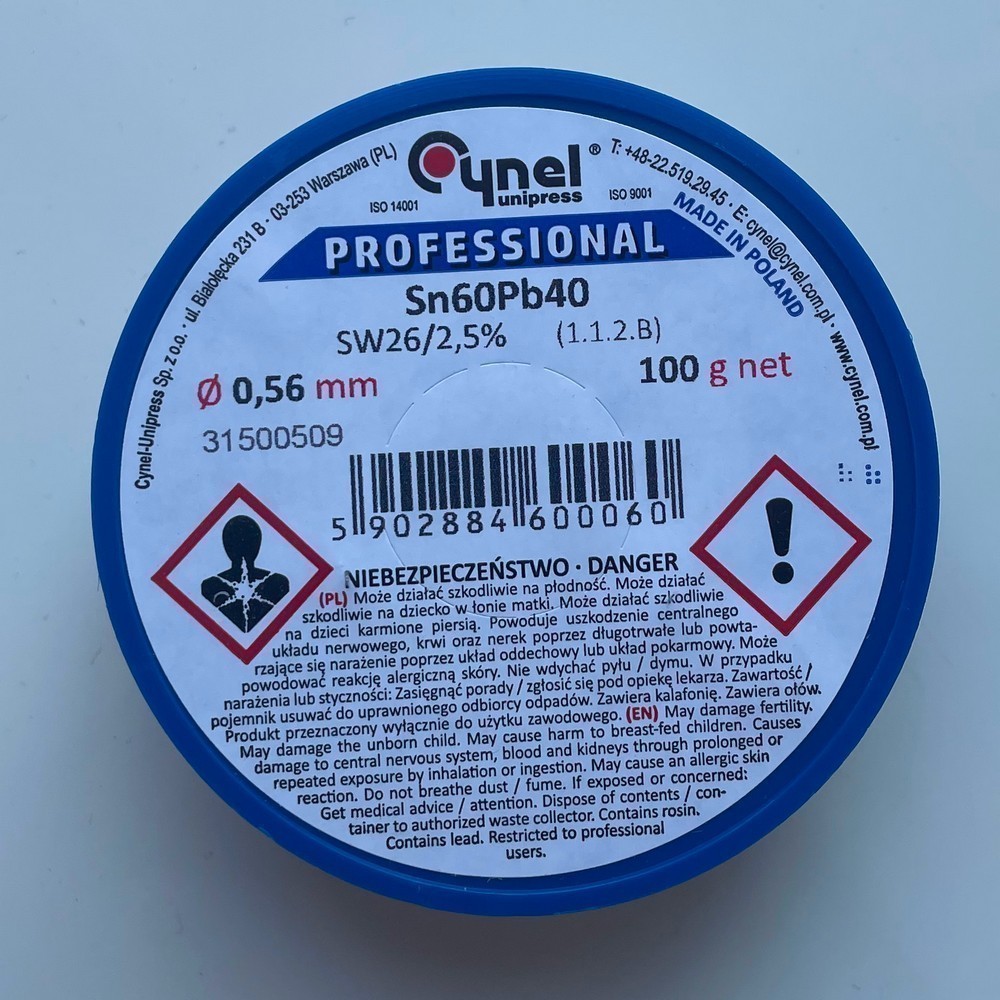 Cynel-Unipress Sp. z o.o. · ul. Białołęcka 231 B · 03-253 Warszawa (PL)
Cynel®
unipress
T: +48-22.519.29.45 · E: cynel@cynel.com.pl · www.cynel.com.pl
ISO 14001
ISO 9001
MADE IN POLAND
PROFESSIONAL
Sn60Pb40
SW26/2,5% (1.1.2.B)
Ø 0,56 mm
100 g net
31500509
5 902884 600060
NIEBEZPIECZEŃSTWO · DANGER
(PL) Może działać szkodliwie na płodność. Może działać
szkodliwie na dziecko w łonie matki. Może działać szkodliwie
na dzieci karmione piersią. Powoduje uszkodzenie centralnego
układu nerwowego, krwi oraz nerek poprzez długotrwałe lub powta-
rzające się narażenie poprzez układ oddechowy lub układ pokarmowy. Może
powodować reakcję alergiczną skóry. Nie wdychać pyłu / dymu. W przypadku
narażenia lub styczności: Zasięgnąć porady / zgłosić się pod opiekę lekarza. Zawartość /
pojemnik usuwać do uprawnionego odbiorcy odpadów. Zawiera kalafonię. Zawiera ołów.
Produkt przeznaczony wyłącznie do użytku zawodowego. (EN) May damage fertility.
May damage the unborn child. May cause harm to breast-fed children. Causes
damage to central nervous system, blood and kidneys through prolonged or
repeated exposure by inhalation or ingestion. May cause an allergic skin
reaction. Do not breathe dust / fume. If exposed or concerned:
Get medical advice / attention. Dispose of contents / con-
tainer to authorized waste collector. Contains rosin.
Contains lead. Restricted to professional
users.